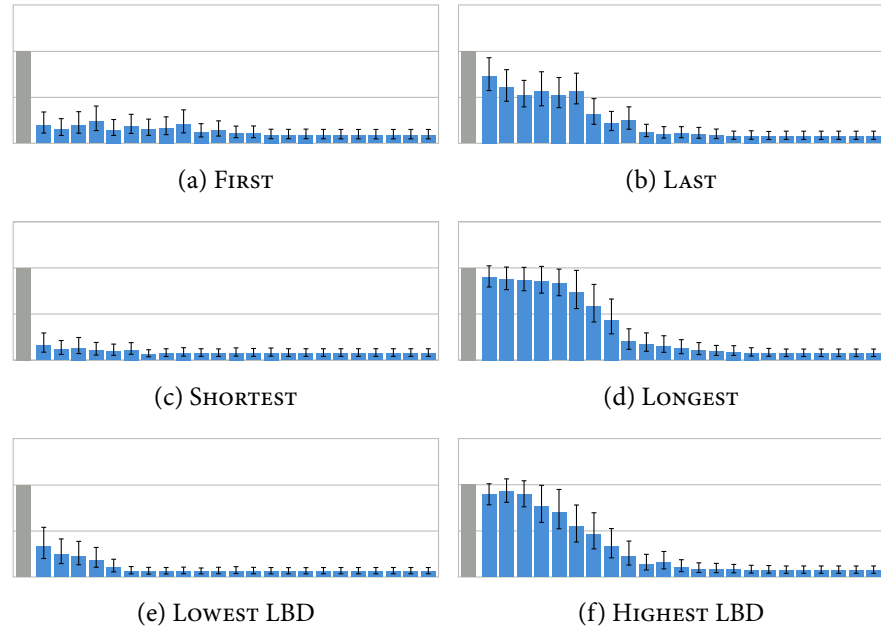 (a) First
(b) Last
(c) Shortest
(d) Longest
(e) Lowest LBD
(f) Highest LBD